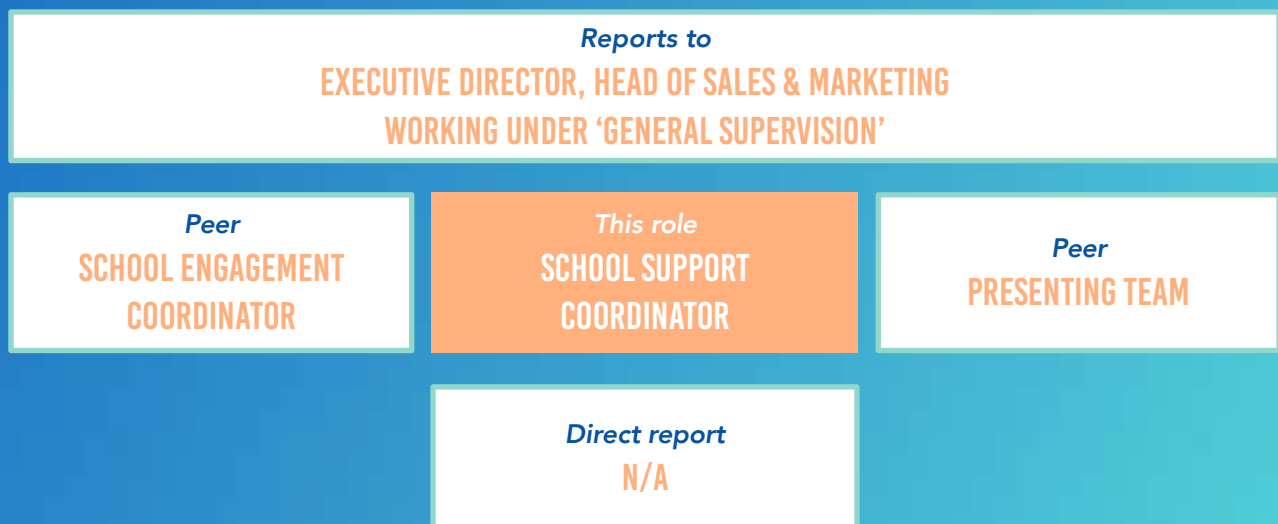 Reports to
EXECUTIVE DIRECTOR, HEAD OF SALES & MARKETING
WORKING UNDER ‘GENERAL SUPERVISION’
Peer
SCHOOL ENGAGEMENT
COORDINATOR
This role
SCHOOL SUPPORT
COORDINATOR
Peer
PRESENTING TEAM
Direct report
N/A